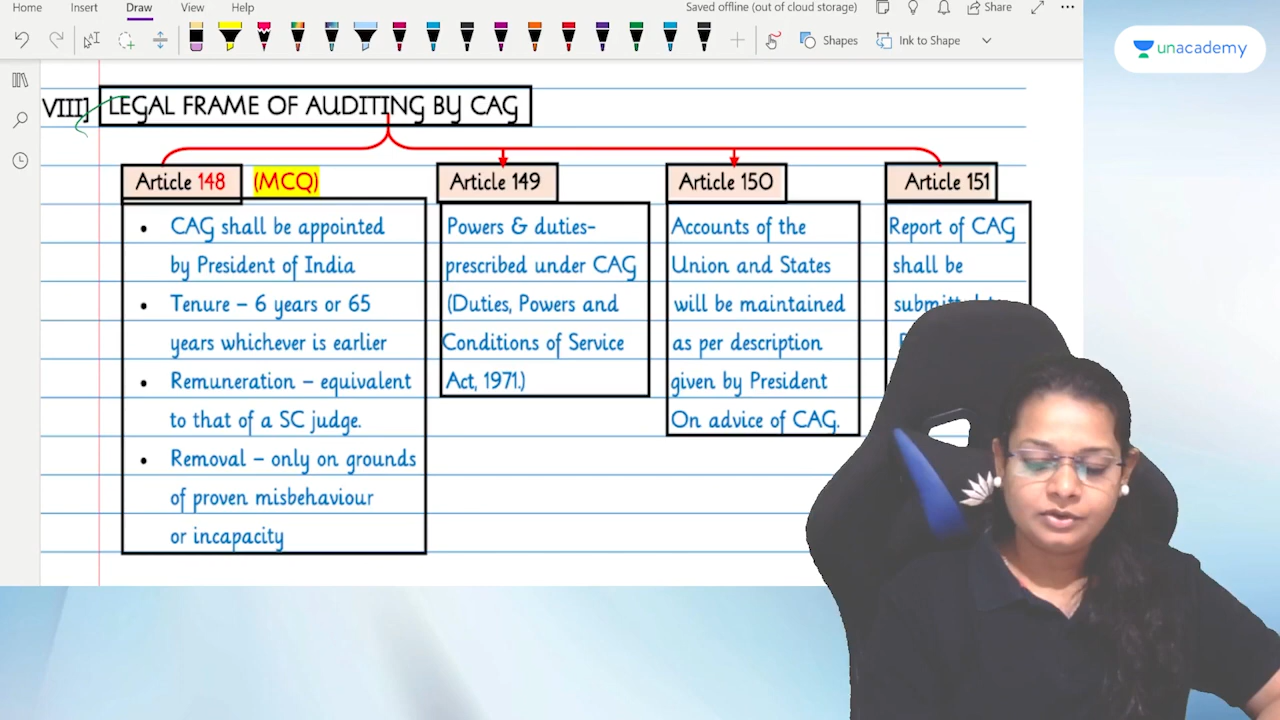 Home Insert Draw View Help Saved offline (out of cloud storage) Share
Shapes Ink to Shape
unacademy
VIII] LEGAL FRAME OF AUDITING BY CAG
Article 148 (MCQ)
• CAG shall be appointed
by President of India
• Tenure – 6 years or 65
years whichever is earlier
• Remuneration – equivalent
to that of a SC judge.
• Removal – only on grounds
of proven misbehaviour
or incapacity
Article 149
Powers & duties-
prescribed under CAG
(Duties, Powers and
Conditions of Service
Act, 1971.)
Article 150
Accounts of the
Union and States
will be maintained
as per description
given by President
On advice of CAG.
Article 151
Report of CAG
shall be